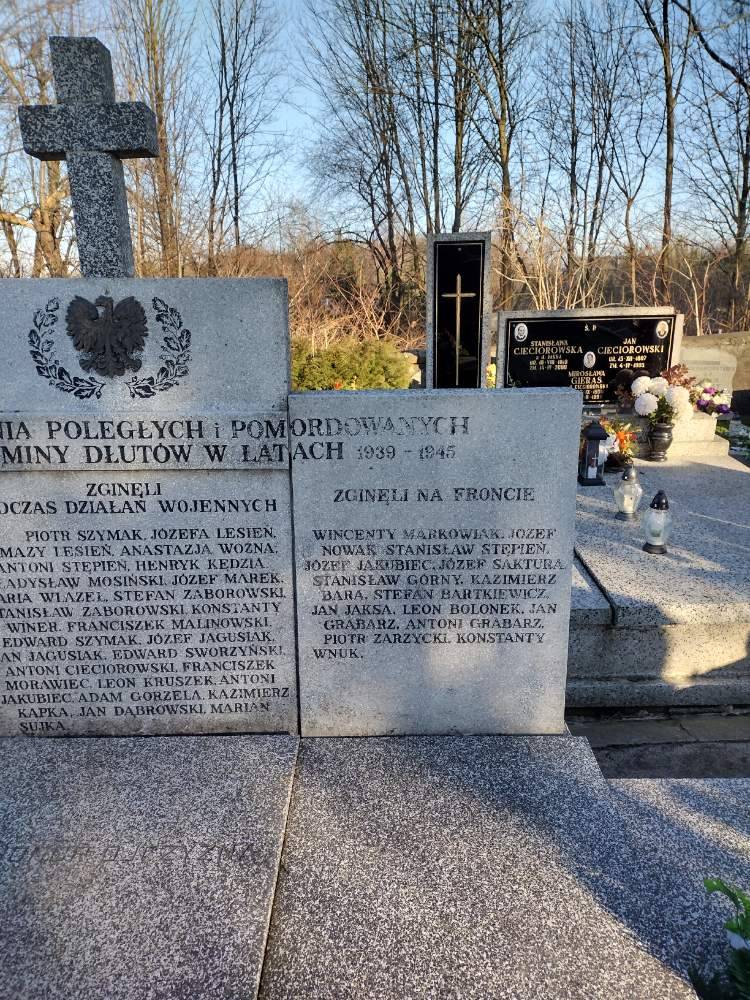 NIA POLEGŁYCH i POMORDOWANYCH
MINY DŁUTÓW W LATACH 1939 - 1945
ZGINĘLI
OCZAS DZIAŁAŃ WOJENNYCH
PIOTR SZYMAK, JÓZEFA LESIEŃ,
MAZY LESIEŃ, ANASTAZJA WOZNA,
ANTONI STĘPIEŃ, HENRYK KĘDZIA
ADYSŁAW MOSIŃSKI, JÓZEF MAREK,
ARIA WLAZEŁ, STEFAN ZABOROWSKI,
TANISŁAW ZABOROWSKI, KONSTANTY
WINER, FRANCISZEK MALINOWSKI,
EDWARD SZYMAK, JÓZEF JAGUSIAK,
AN JAGUSIAK, EDWARD SWORZYŃSKI,
ANTONI CIECIOROWSKI, FRANCISZEK
MORAWIEC, LEON KRUSZEK, ANTONI
JAKUBIEC, ADAM GORZELA, KAZIMIERZ
KAPKA, JAN DĄBROWSKI, MARIAN
SUJKA.
ZGINĘLI NA FRONCIE
WINCENTY MARKOWIAK, JÓZEF
NOWAK STANISŁAW STĘPIEŃ,
JÓZEF JAKUBIEC, JÓZEF SAKTURA,
STANISŁAW GÓRNY, KAZIMIERZ
BARA, STEFAN BARTKIEWICZ,
JAN JAKSA, LEON BOLONEK, JAN
GRABARZ, ANTONI GRABARZ,
PIOTR ZARZYCKI, KONSTANTY
WNUK.
Ś P
STANISŁAWA
CIECIOROWSKA
JAN
CIECIOROWSKI
MIROSŁAWA
GIERAS